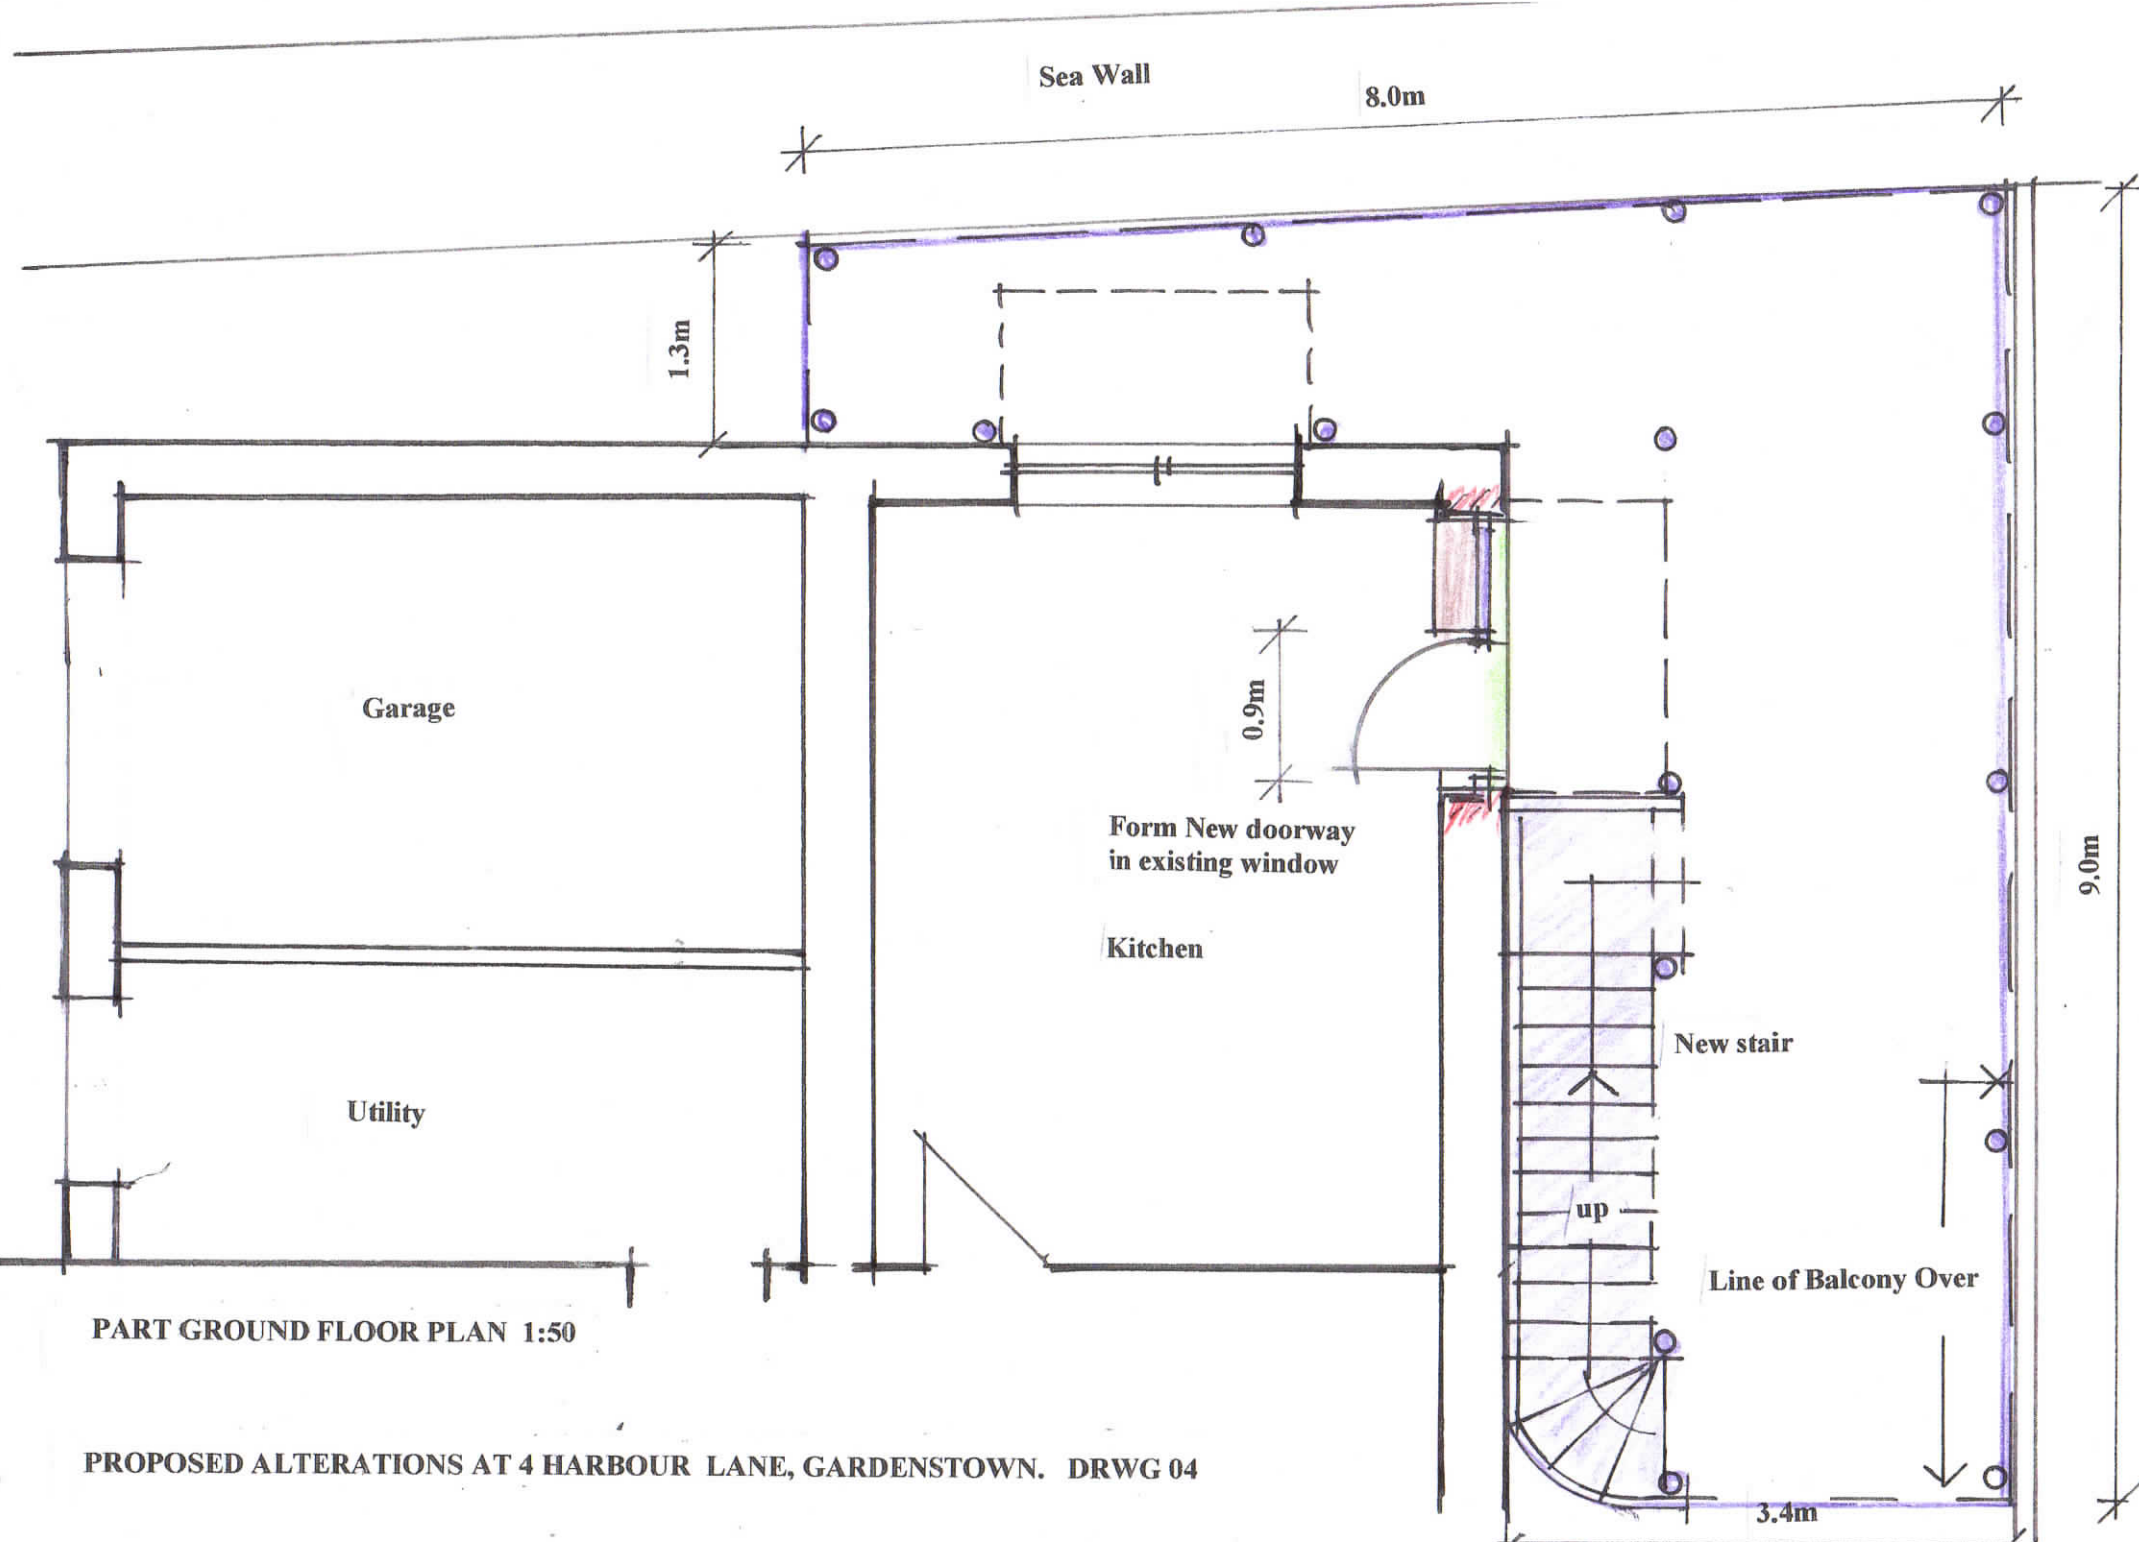 Sea Wall
8.0m
1.3m
Garage
0.9m
Form New doorway
in existing window
Kitchen
9.0m
New stair
Utility
up
Line of Balcony Over
PART GROUND FLOOR PLAN 1:50
PROPOSED ALTERATIONS AT 4 HARBOUR LANE, GARDENSTOWN. DRWG 04
3.4m